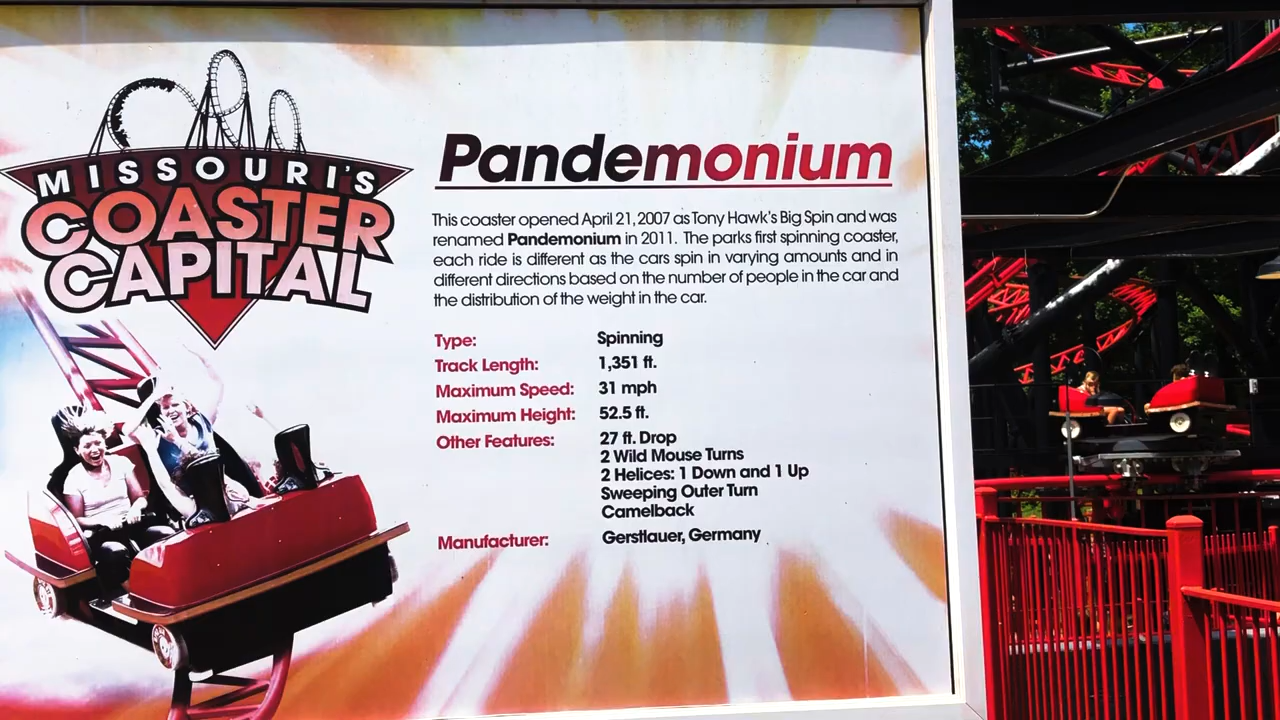 MISSOURI'S
COASTER
CAPITAL
Pandemonium
This coaster opened April 21, 2007 as Tony Hawk's Big Spin and was
renamed Pandemonium in 2011. The parks first spinning coaster,
each ride is different as the cars spin in varying amounts and in
different directions based on the number of people in the car and
the distribution of the weight in the car.
Type: Spinning
Track Length: 1,351 ft.
Maximum Speed: 31 mph
Maximum Height: 52.5 ft.
Other Features: 27 ft. Drop
2 Wild Mouse Turns
2 Helices: 1 Down and 1 Up
Sweeping Outer Turn
Camelback
Manufacturer: Gerstlauer, Germany